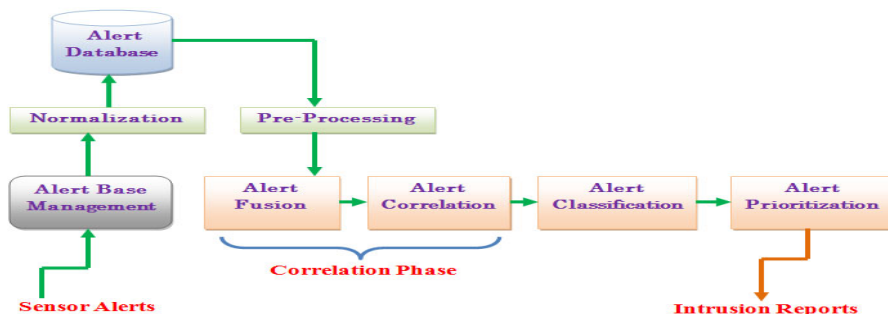 Alert
Database
Normalization
Pre-Processing
Alert Base
Management
Alert
Fusion
Alert
Correlation
Alert
Classification
Alert
Prioritization
Correlation Phase
Sensor Alerts
Intrusion Reports